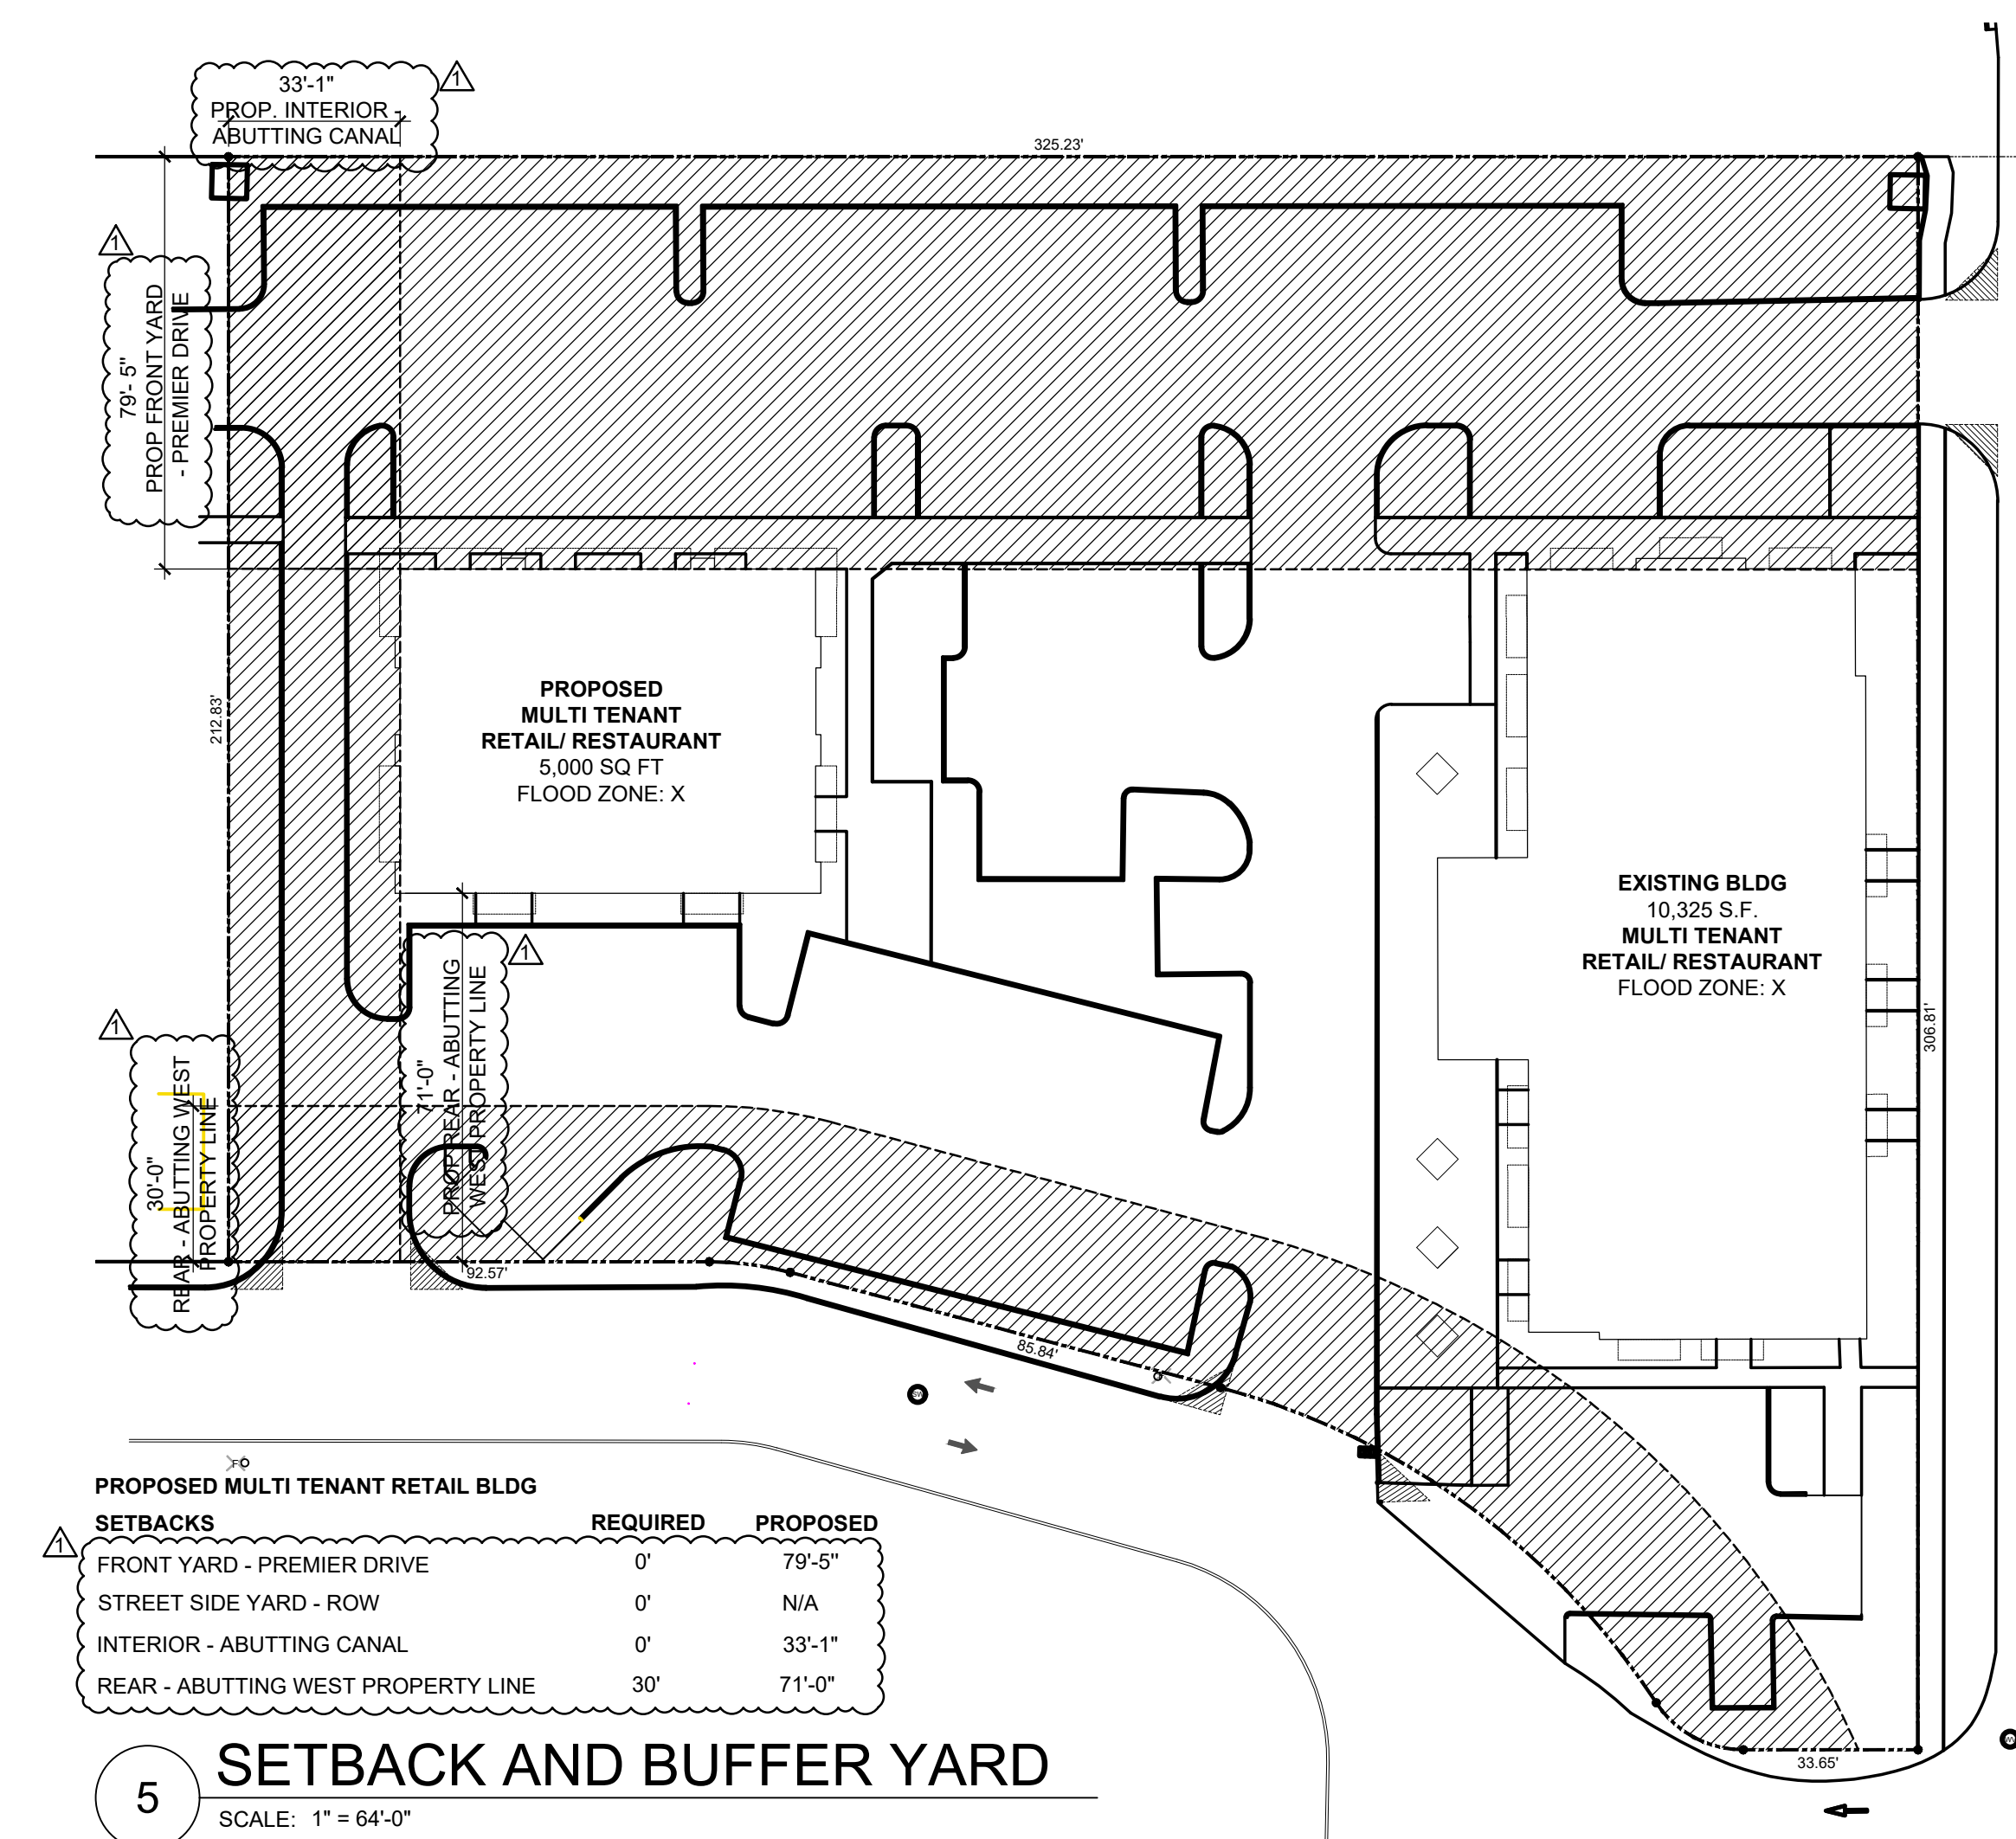 33'-1"
PROP. INTERIOR -
ABUTTING CANAL
1
325.23'
1
79'- 5"
PROP FRONT YARD
- PREMIER DRIVE
212.83'
PROPOSED
MULTI TENANT
RETAIL/ RESTAURANT
5,000 SQ FT
FLOOD ZONE: X
EXISTING BLDG
10,325 S.F.
MULTI TENANT
RETAIL/ RESTAURANT
FLOOD ZONE: X
306.81'
1
71'-0"
PROP REAR - ABUTTING
WEST PROPERTY LINE
1
30'-0"
REAR - ABUTTING WEST
PROPERTY LINE
92.57'
85.84'
33.65'
PROPOSED MULTI TENANT RETAIL BLDG
SETBACKS REQUIRED PROPOSED
1
FRONT YARD - PREMIER DRIVE 0' 79'-5"
STREET SIDE YARD - ROW 0' N/A
INTERIOR - ABUTTING CANAL 0' 33'-1"
REAR - ABUTTING WEST PROPERTY LINE 30' 71'-0"
5
SETBACK AND BUFFER YARD
SCALE: 1" = 64'-0"